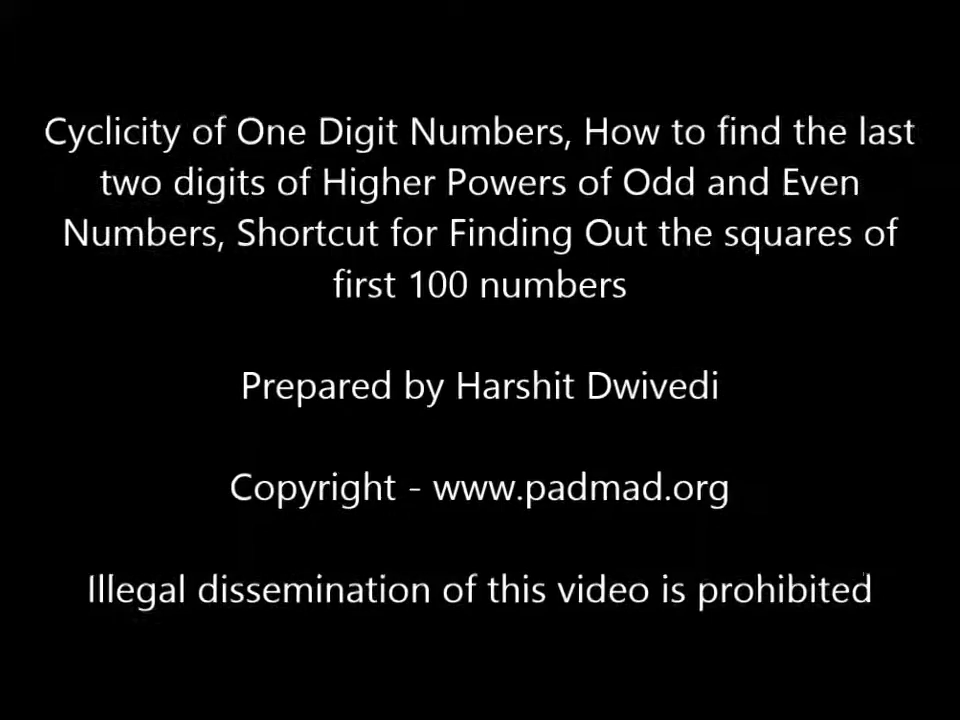 Cyclicity of One Digit Numbers, How to find the last
two digits of Higher Powers of Odd and Even
Numbers, Shortcut for Finding Out the squares of
first 100 numbers
Prepared by Harshit Dwivedi
Copyright - www.padmad.org
Illegal dissemination of this video is prohibited